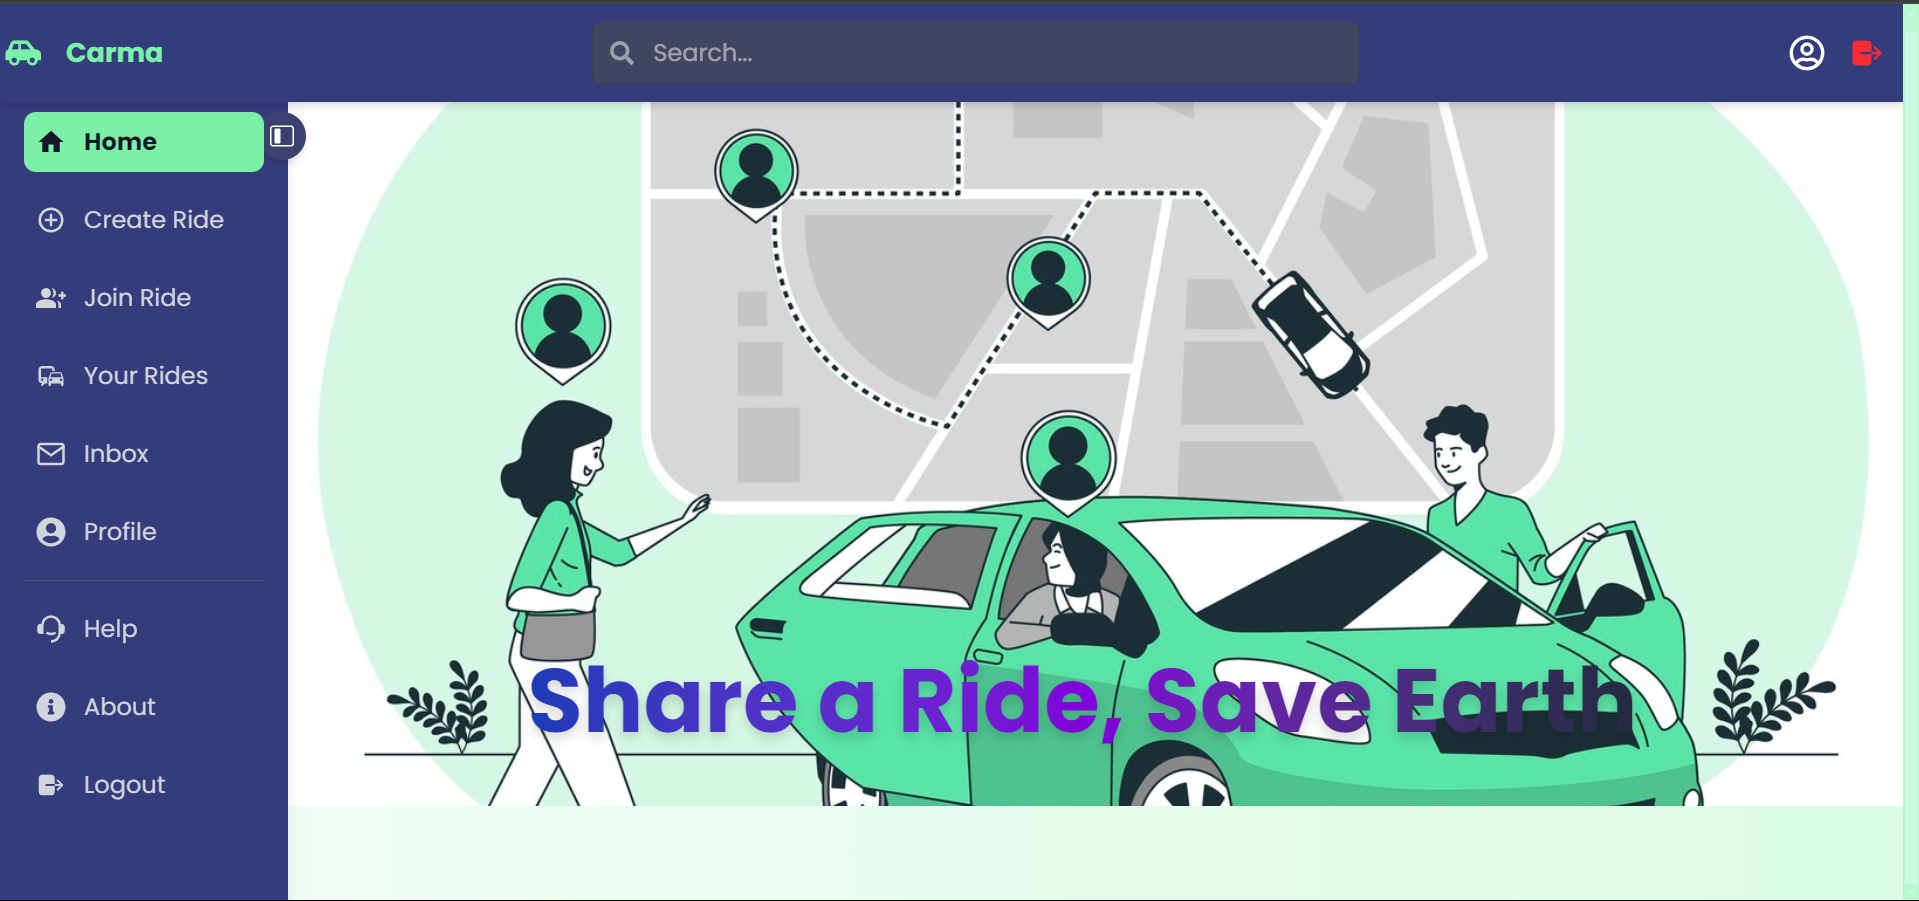 Carma
Search...
Home
Create Ride
Join Ride
Your Rides
Inbox
Profile
Help
About
Logout
Share a Ride, Save Earth